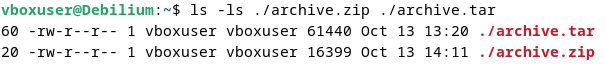 vboxuser@Debilium:~$ ls -ls ./archive.zip ./archive.tar
60 -rw-r--r-- 1 vboxuser vboxuser 61440 Oct 13 13:20 ./archive.tar
20 -rw-r--r-- 1 vboxuser vboxuser 16399 Oct 13 14:11 ./archive.zip